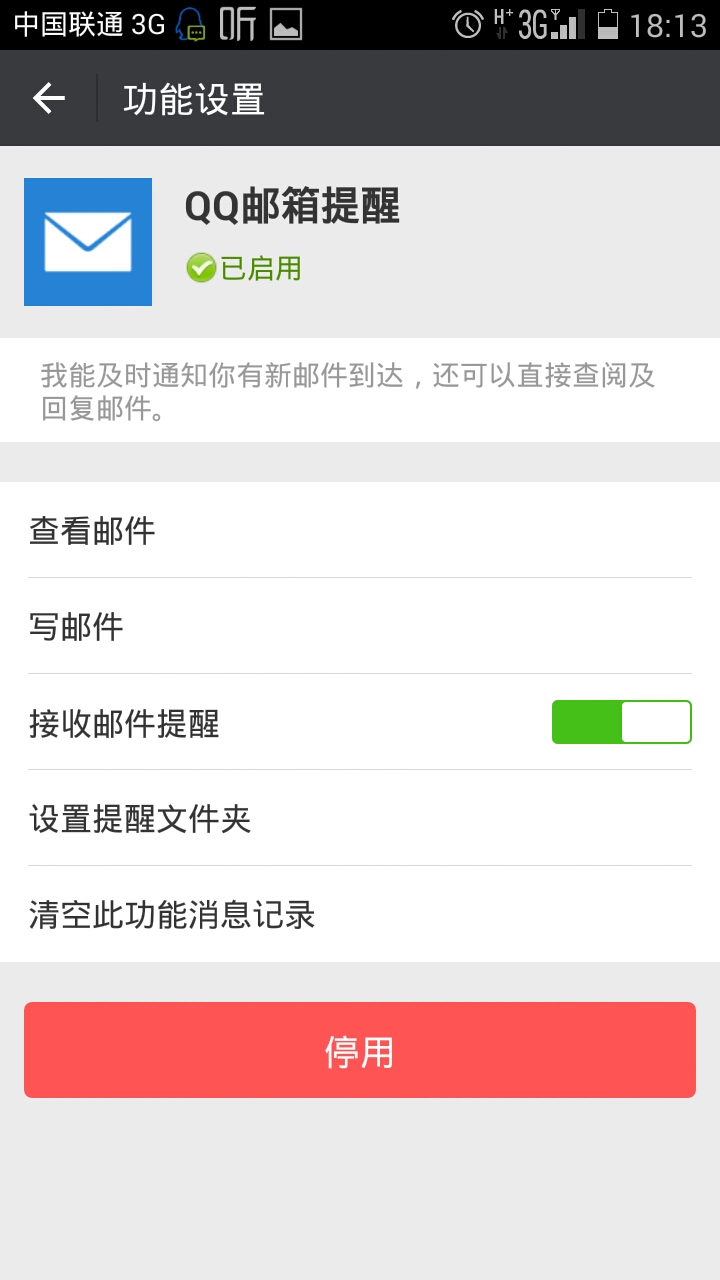 中国联通 3G 听 H+ 3G 18:13
功能设置
QQ邮箱提醒
已启用
我能及时通知你有新邮件到达，还可以直接查阅及
回复邮件。
查看邮件
写邮件
接收邮件提醒
设置提醒文件夹
清空此功能消息记录
停用